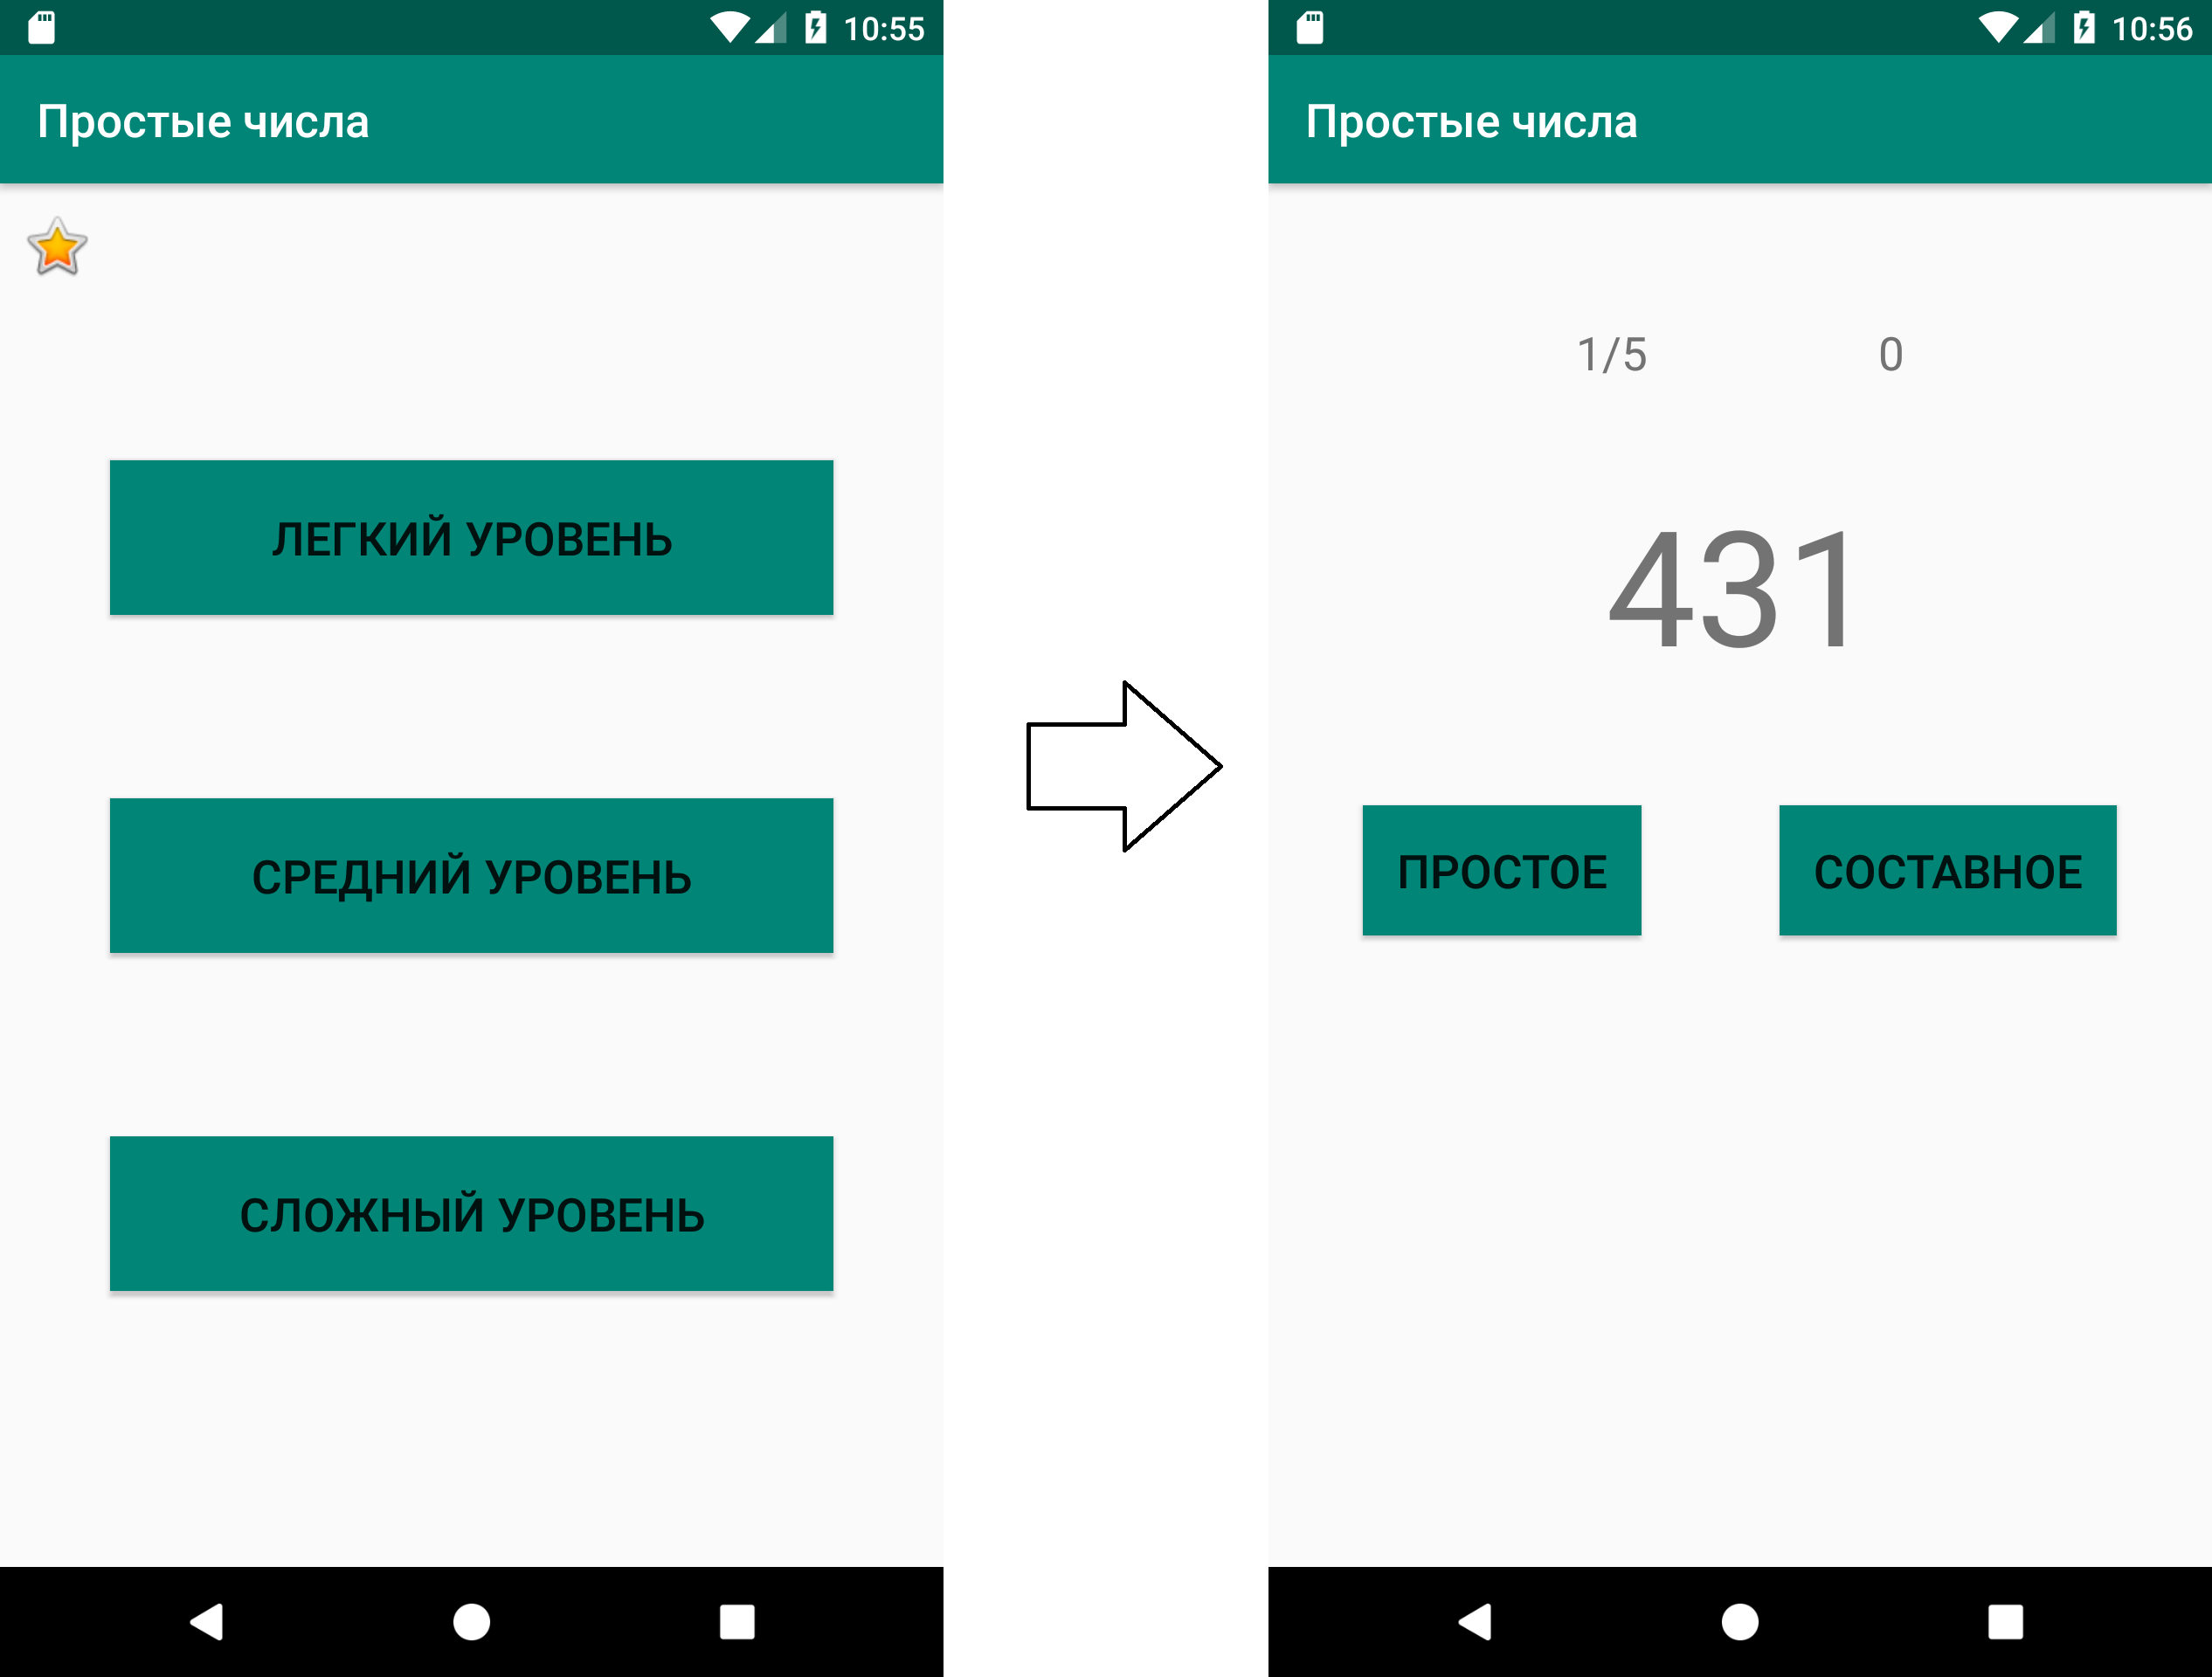 10:55
Простые числа
ЛЕГКИЙ УРОВЕНЬ
СРЕДНИЙ УРОВЕНЬ
СЛОЖНЫЙ УРОВЕНЬ
10:56
Простые числа
1/5 0
431
ПРОСТОЕ СОСТАВНОЕ